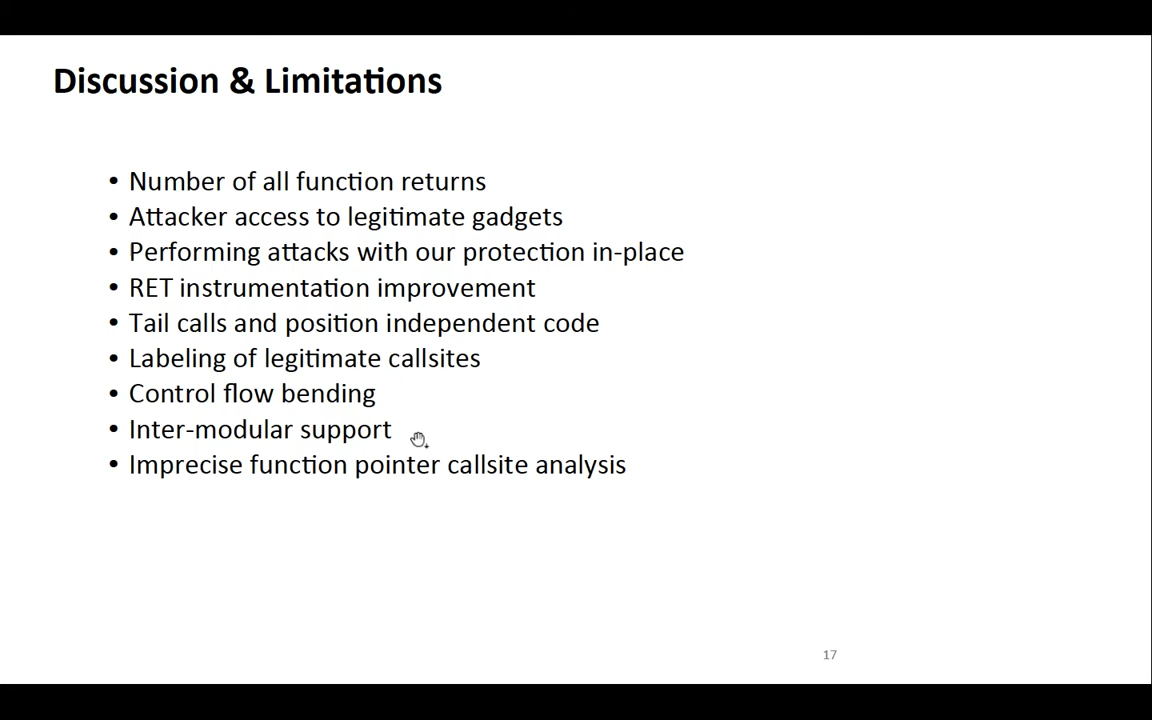 Discussion & Limitations
• Number of all function returns
• Attacker access to legitimate gadgets
• Performing attacks with our protection in-place
• RET instrumentation improvement
• Tail calls and position independent code
• Labeling of legitimate callsites
• Control flow bending
• Inter-modular support
• Imprecise function pointer callsite analysis
17